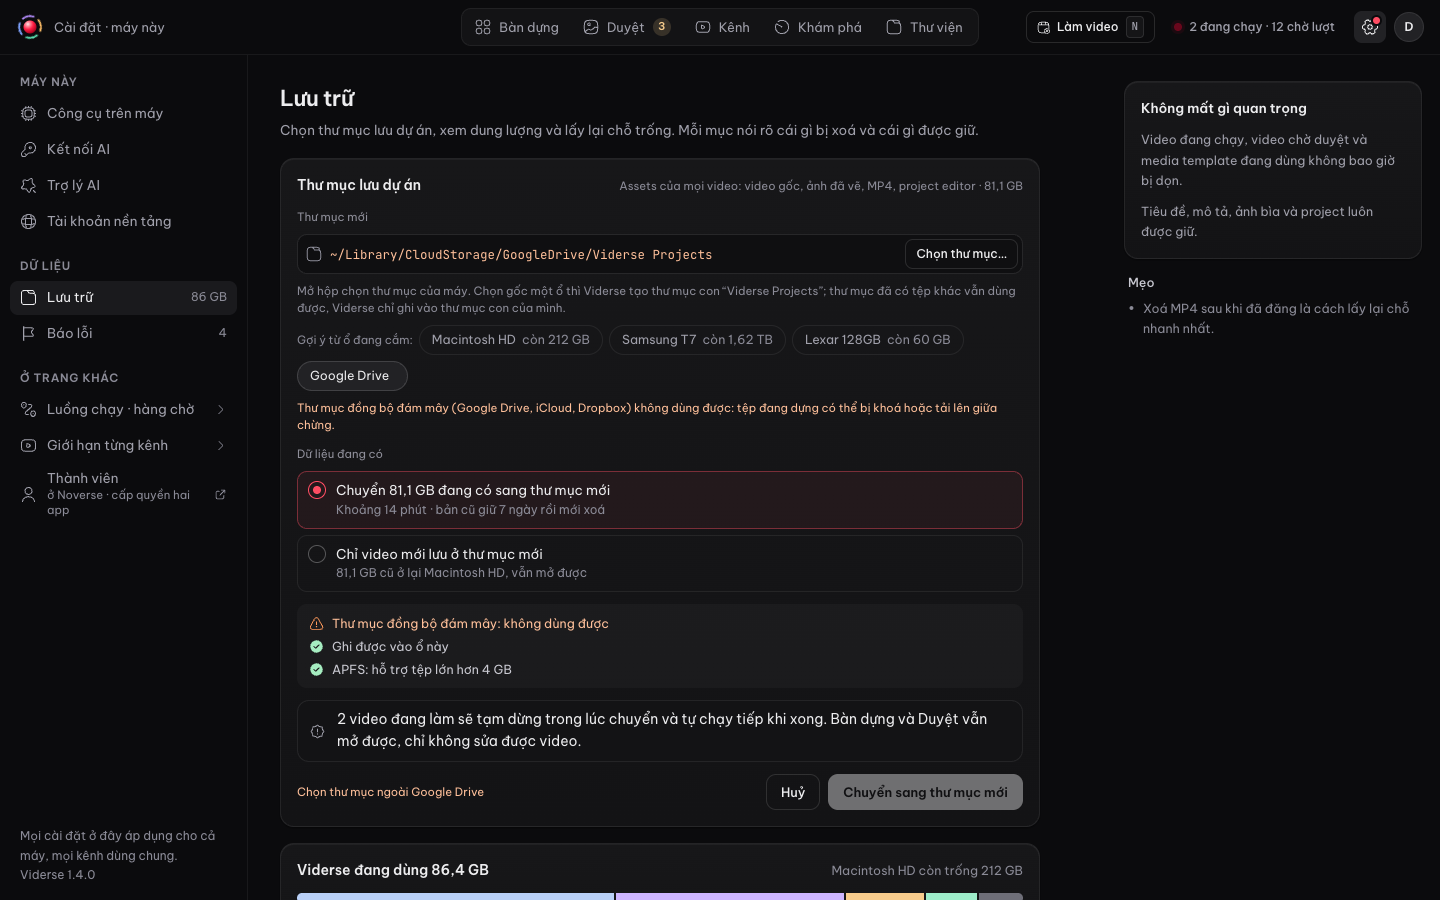 Cài đặt · máy này
Bàn dựng
Duyệt 3
Kênh
Khám phá
Thư viện
Làm video N
2 đang chạy · 12 chờ lượt
D
MÁY NÀY
Công cụ trên máy
Kết nối AI
Trợ lý AI
Tài khoản nền tảng
DỮ LIỆU
Lưu trữ 86 GB
Báo lỗi 4
Ở TRANG KHÁC
Luồng chạy · hàng chờ
Giới hạn từng kênh
Thành viên
ở Noverse · cấp quyền hai
app
Mọi cài đặt ở đây áp dụng cho cả
máy, mọi kênh dùng chung.
Viderse 1.4.0
Lưu trữ
Chọn thư mục lưu dự án, xem dung lượng và lấy lại chỗ trống. Mỗi mục nói rõ cái gì bị xoá và cái gì được giữ.
Thư mục lưu dự án
Assets của mọi video: video gốc, ảnh đã vẽ, MP4, project editor · 81,1 GB
Thư mục mới
~/Library/CloudStorage/GoogleDrive/Viderse Projects
Chọn thư mục...
Mở hộp chọn thư mục của máy. Chọn gốc một ổ thì Viderse tạo thư mục con “Viderse Projects”; thư mục đã có tệp khác vẫn dùng
được, Viderse chỉ ghi vào thư mục con của mình.
Gợi ý từ ổ đang cắm: Macintosh HD còn 212 GB Samsung T7 còn 1,62 TB Lexar 128GB còn 60 GB
Google Drive
Thư mục đồng bộ đám mây (Google Drive, iCloud, Dropbox) không dùng được: tệp đang dựng có thể bị khoá hoặc tải lên giữa
chừng.
Dữ liệu đang có
Chuyển 81,1 GB đang có sang thư mục mới
Khoảng 14 phút · bản cũ giữ 7 ngày rồi mới xoá
Chỉ video mới lưu ở thư mục mới
81,1 GB cũ ở lại Macintosh HD, vẫn mở được
Thư mục đồng bộ đám mây: không dùng được
Ghi được vào ổ này
APFS: hỗ trợ tệp lớn hơn 4 GB
2 video đang làm sẽ tạm dừng trong lúc chuyển và tự chạy tiếp khi xong. Bàn dựng và Duyệt vẫn
mở được, chỉ không sửa được video.
Chọn thư mục ngoài Google Drive
Huỷ
Chuyển sang thư mục mới
Viderse đang dùng 86,4 GB
Macintosh HD còn trống 212 GB
Không mất gì quan trọng
Video đang chạy, video chờ duyệt và
media template đang dùng không bao giờ
bị dọn.
Tiêu đề, mô tả, ảnh bìa và project luôn
được giữ.
Mẹo
• Xoá MP4 sau khi đã đăng là cách lấy lại chỗ
nhanh nhất.